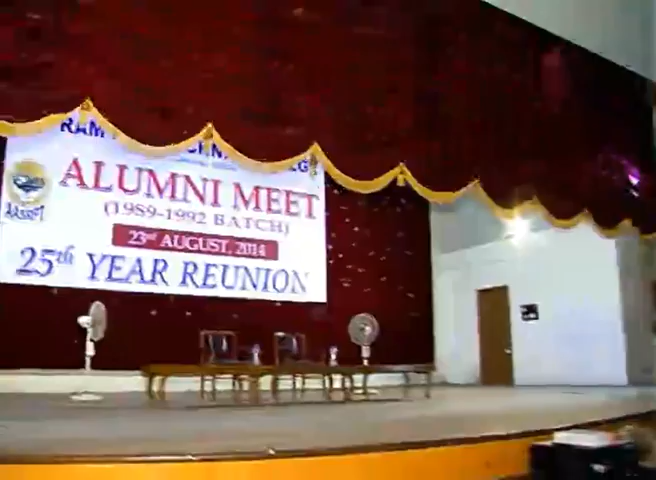 ALUMNI MEET
(1989-1992 BATCH)
23rd AUGUST 2014
25th YEAR REUNION